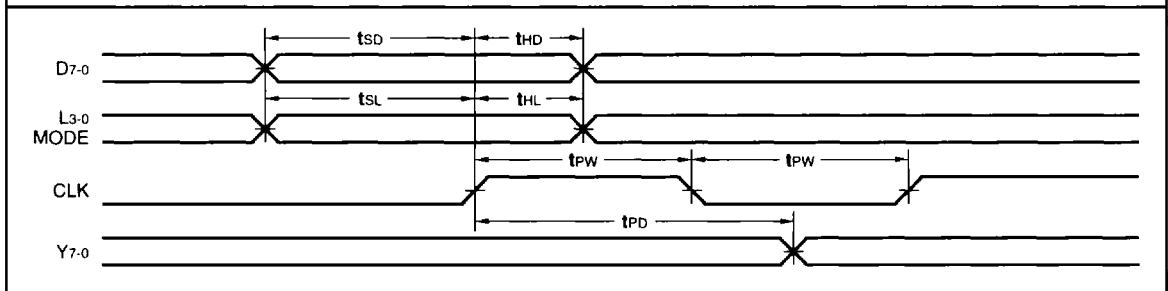 tSD tHD
D7-0
tSL tHL
L3-0
MODE
tPW tPW
CLK
tPD
Y7-0